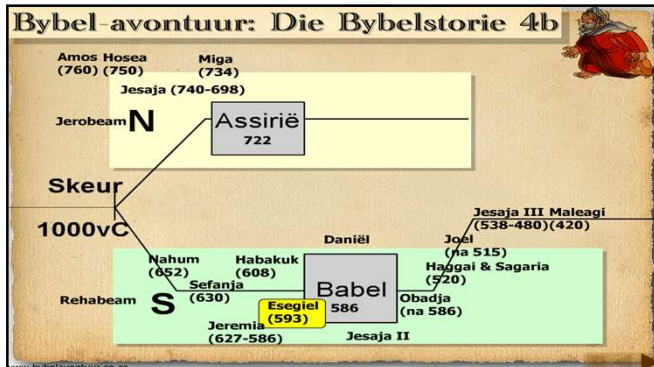 Bybel-avontuur: Die Bybelstorie 4b
Amos Hosea
(760) (750)
Miga
(734)
Jesaja (740-698)
Jerobeam N
Assirië
722
Skeur
1000vC
Jesaja III Maleagi
(538-480)(420)
Daniël
Joel
(na 515)
Nahum
(652)
Habakuk
(608)
Haggai & Sagaria
(520)
Sefanja
(630)
Babel
586
Rehabeam S
Esegiel
(593)
Obadja
(na 586)
Jeremia
(627-586)
Jesaja II